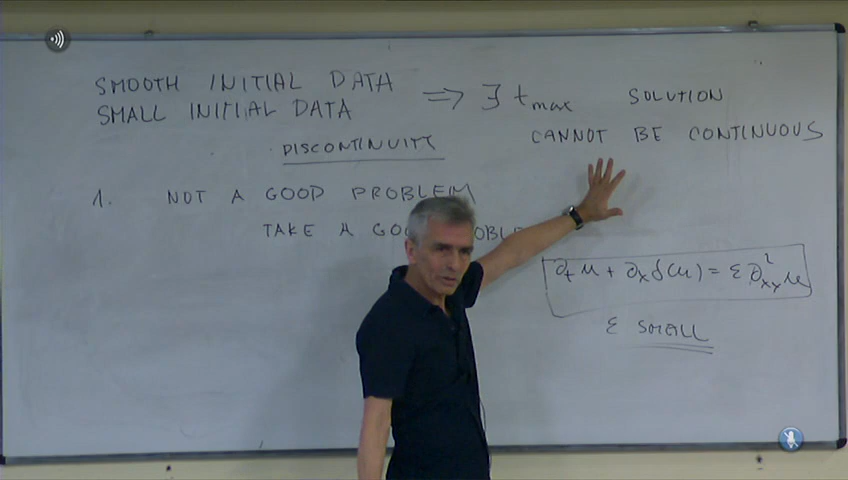 SMOOTH INITIAL DATA
SMALL INITIAL DATA
⇒ ∃ t_max SOLUTION
CANNOT BE CONTINUOUS
DISCONTINUITY
1. NOT A GOOD PROBLEM
TAKE A
∂_t u + ∂_x f(u) = ε ∂²_xx u
ε SMALL